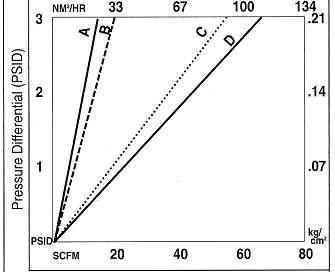 NM³/HR 33 67 100 134
3 .21
A B C D
2 .14
Pressure Differential (PSID)
1 .07
PSID kg/cm²
SCFM 20 40 60 80